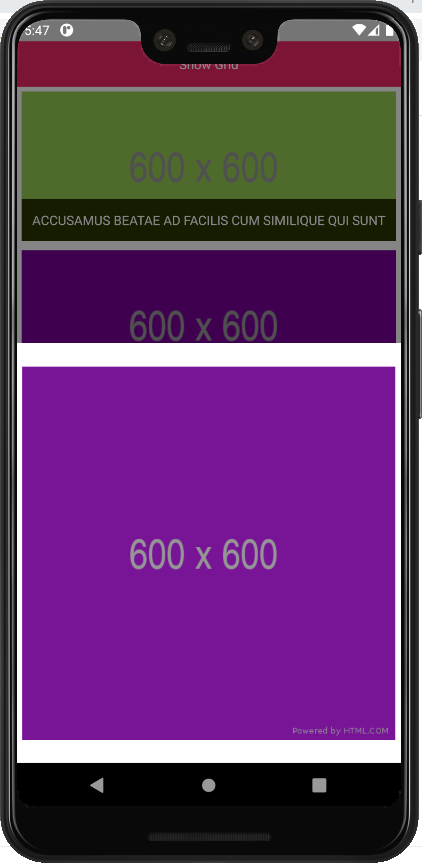 5:47
Show Grid
600 x 600
ACCUSAMUS BEATAE AD FACILIS CUM SIMILIQUE QUI SUNT
600 x 600
600 x 600
Powered by HTML.COM